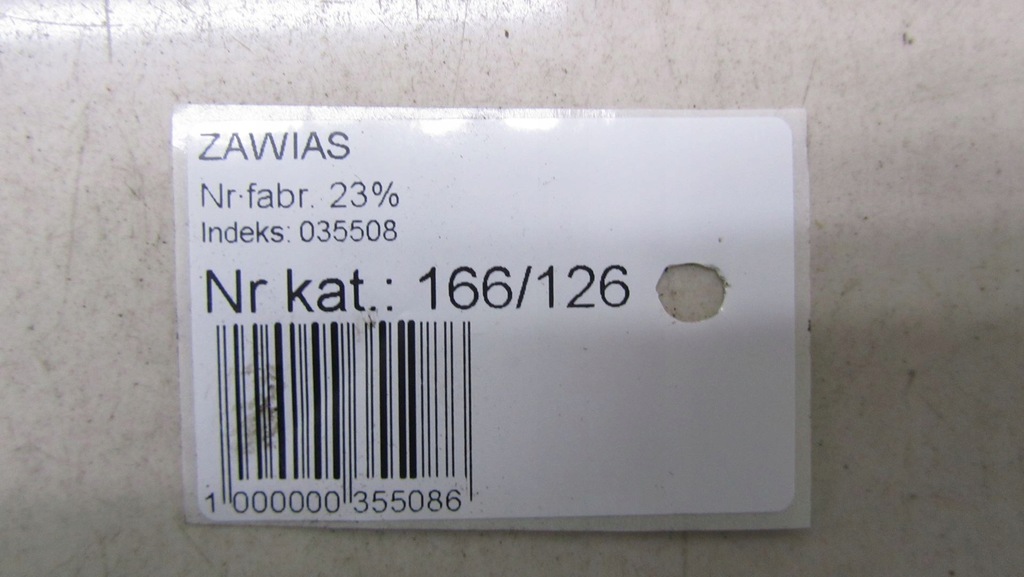 ZAWIAS
Nr fabr. 23%
Indeks: 035508
Nr kat.: 166/126
1 000000 355086